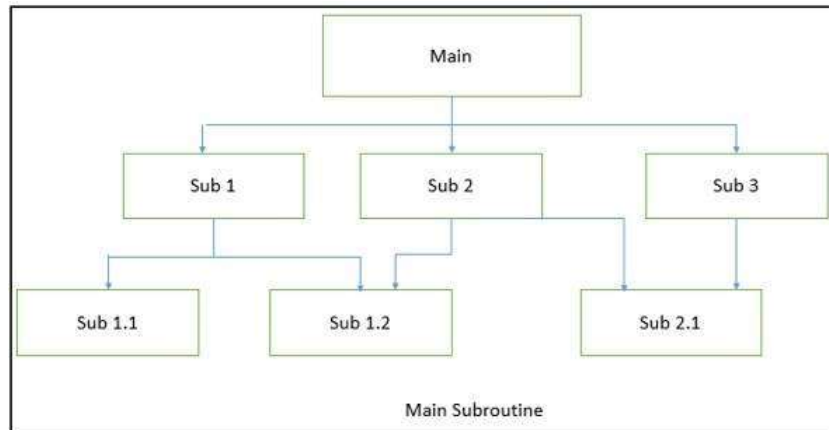 Main
Sub 1
Sub 2
Sub 3
Sub 1.1
Sub 1.2
Sub 2.1
Main Subroutine